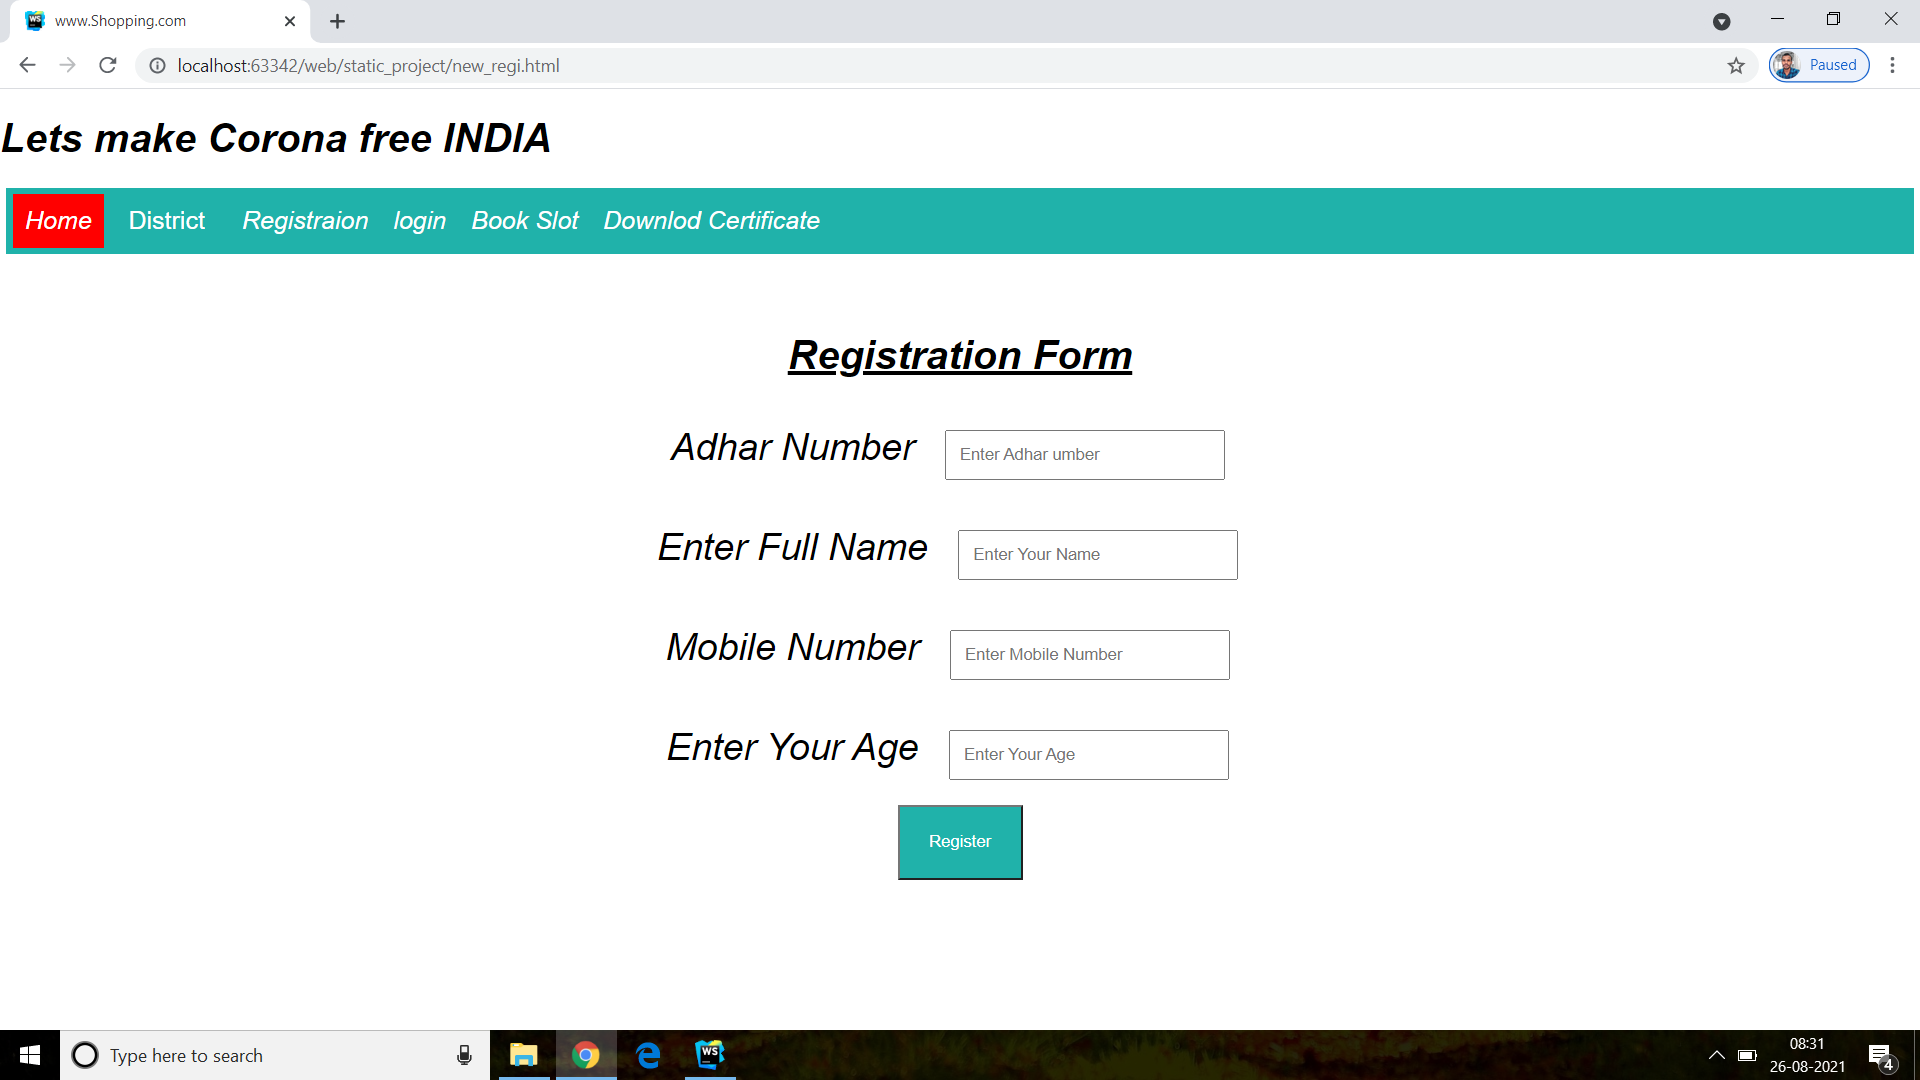 www.Shopping.com
localhost:63342/web/static_project/new_regi.html
Paused
Lets make Corona free INDIA
Home District Registraion login Book Slot Downlod Certificate
Registration Form
Adhar Number Enter Adhar umber
Enter Full Name Enter Your Name
Mobile Number Enter Mobile Number
Enter Your Age Enter Your Age
Register
Type here to search
WS
08:31
26-08-2021
4